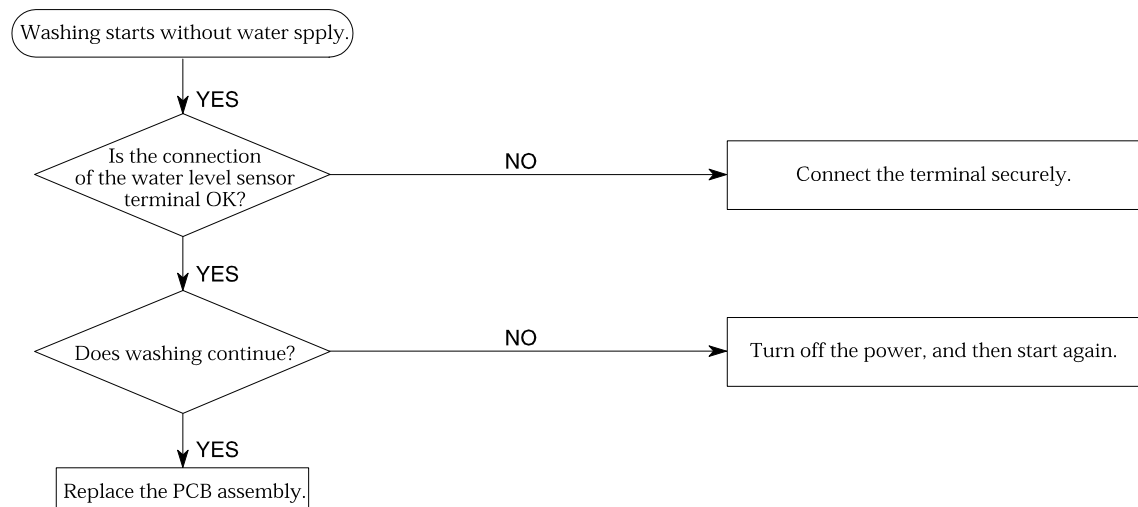 Washing starts without water spply.
YES
Is the connection
of the water level sensor
terminal OK?
NO
Connect the terminal securely.
YES
Does washing continue?
NO
Turn off the power, and then start again.
YES
Replace the PCB assembly.